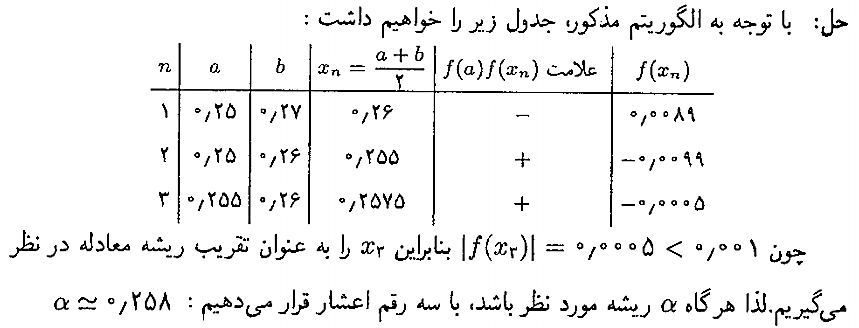 حل: با توجه به الگوریتم مذکور، جدول زیر را خواهیم داشت :
n | a | b | xₙ = (a + b)/۲ | علامت f(a)f(xₙ) | f(xₙ)
۱ | ۰٫۲۵ | ۰٫۲۷ | ۰٫۲۶ | − | ۰٫۰۰۸۹
۲ | ۰٫۲۵ | ۰٫۲۶ | ۰٫۲۵۵ | + | −۰٫۰۰۹۹
۳ | ۰٫۲۵۵ | ۰٫۲۶ | ۰٫۲۵۷۵ | + | −۰٫۰۰۰۵
چون |f(x₃)| = ۰٫۰۰۰۵ < ۰٫۰۰۱ بنابراین x₃ را به عنوان تقریب ریشه معادله در نظر
می‌گیریم.لذا هرگاه α ریشه مورد نظر باشد، با سه رقم اعشار قرار می‌دهیم : α ≃ ۰٫۲۵۸